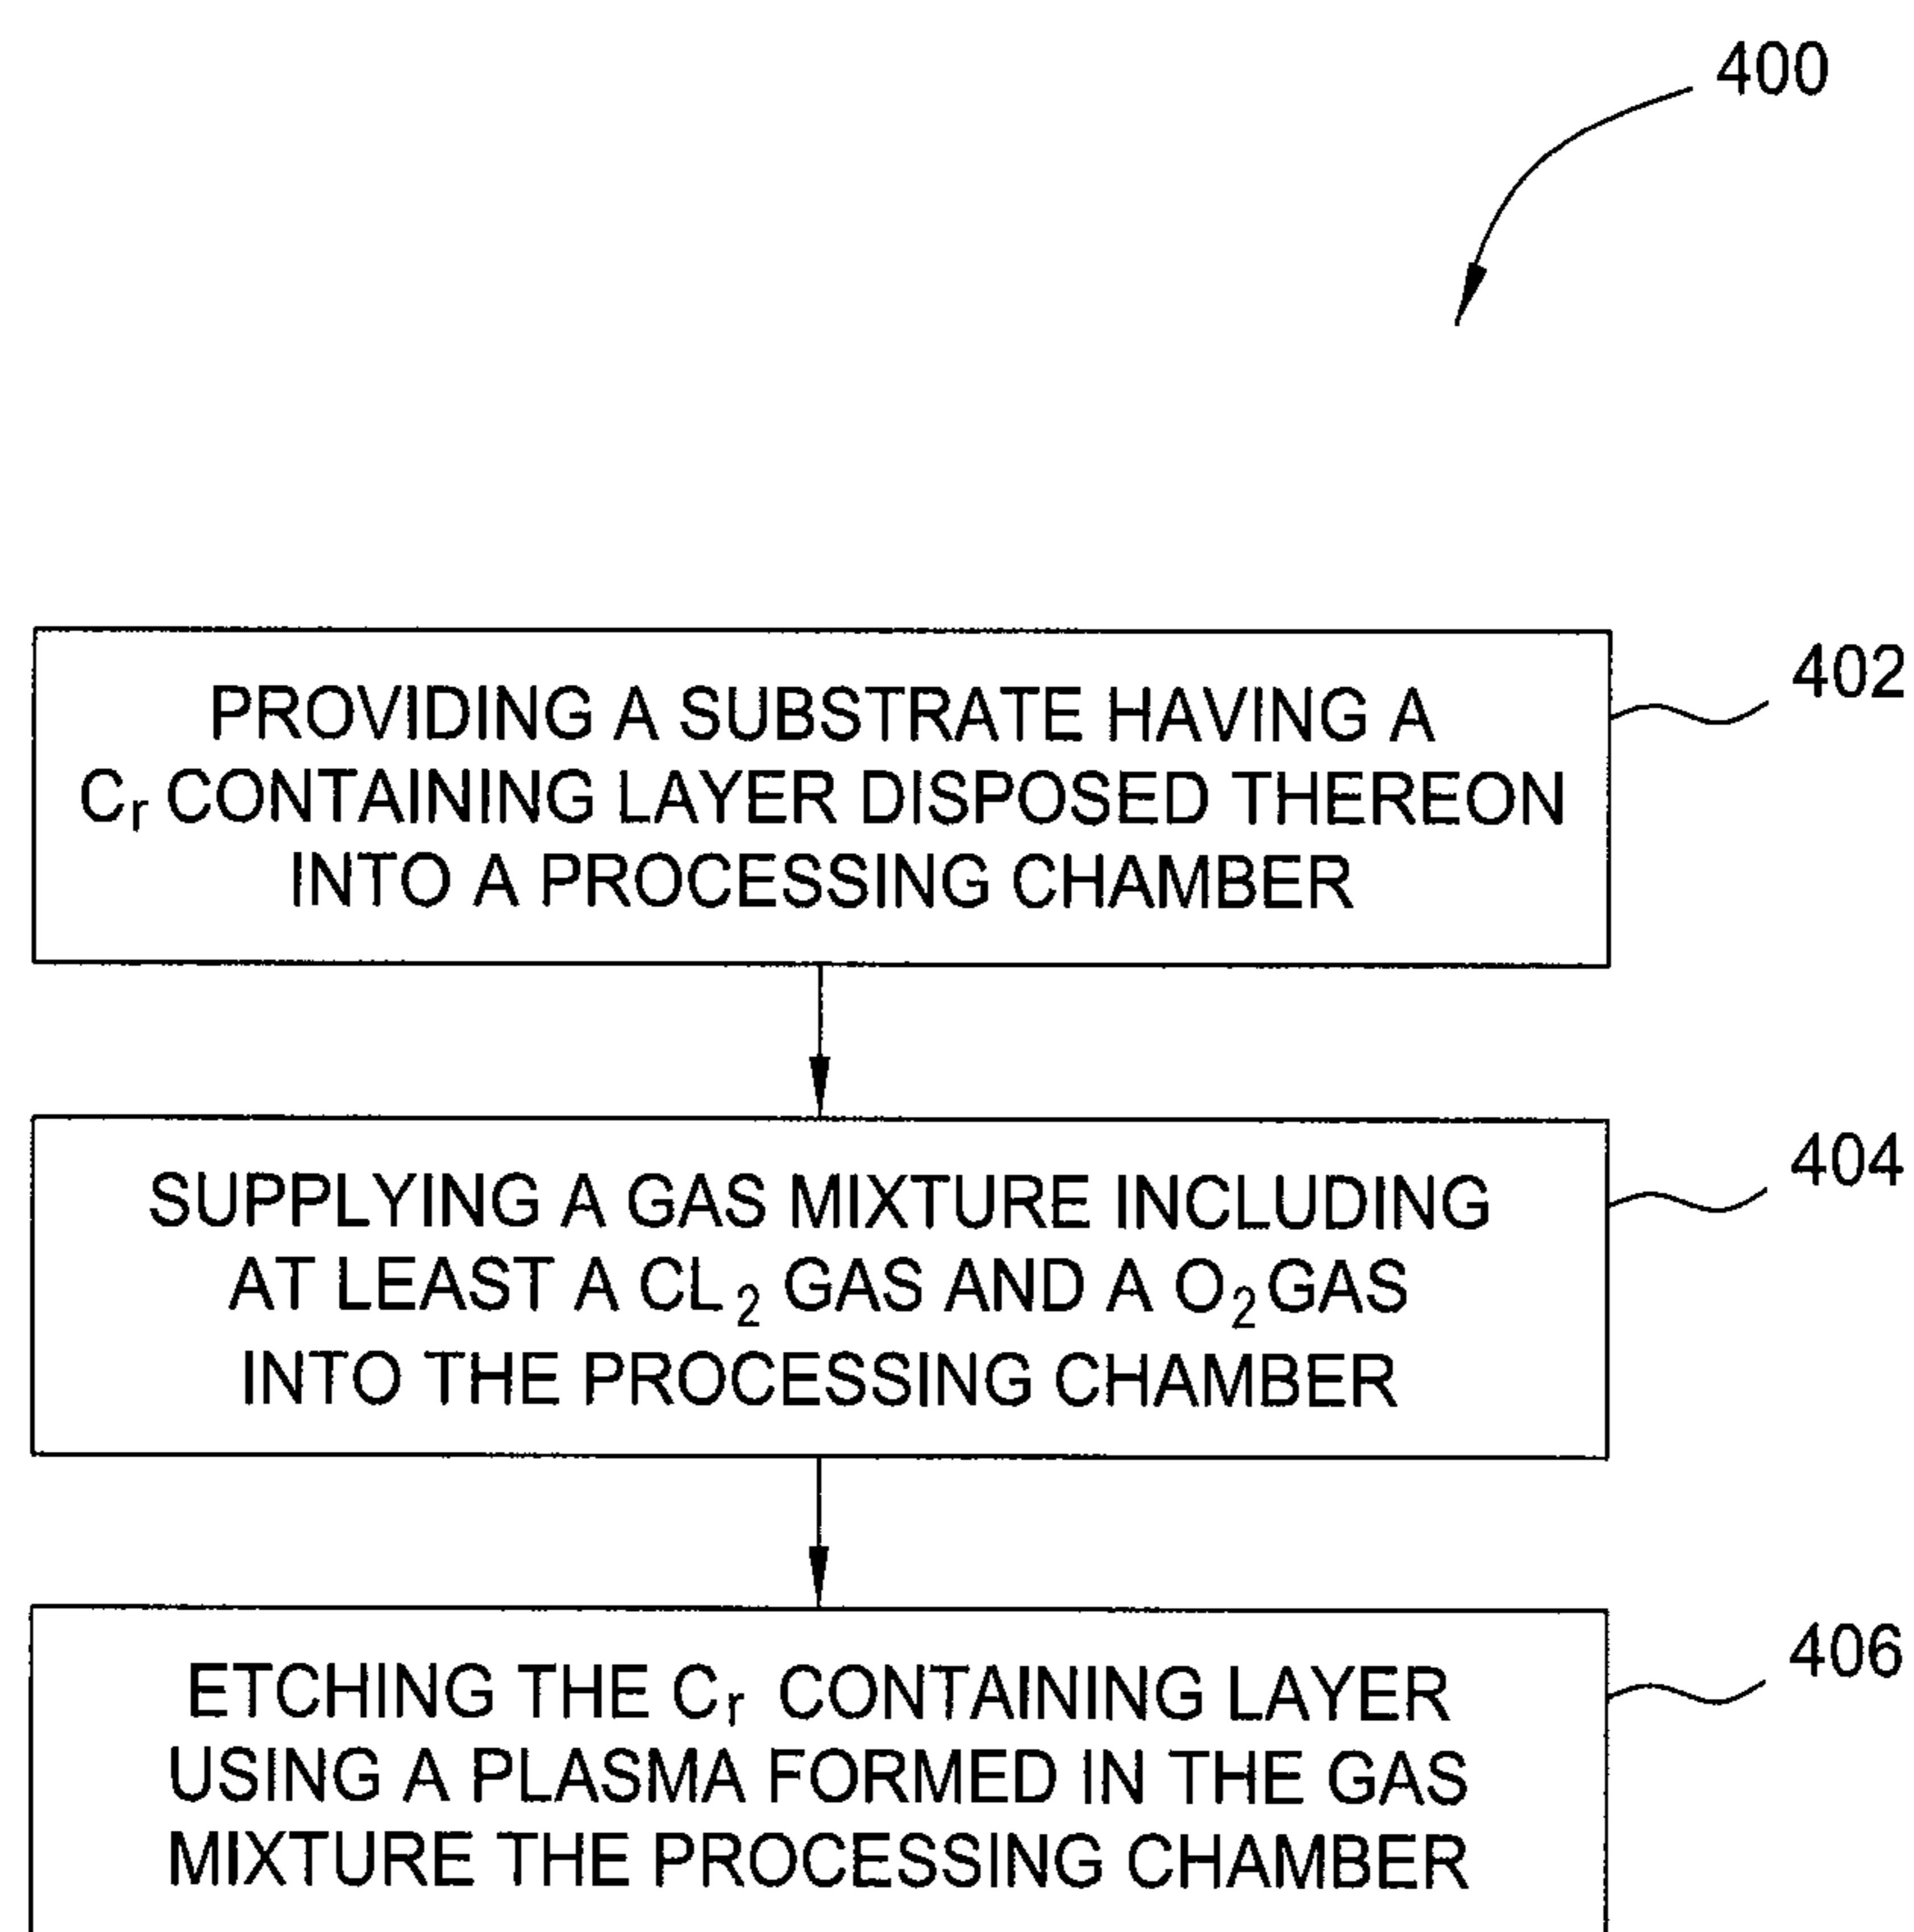 400
PROVIDING A SUBSTRATE HAVING A
Cr CONTAINING LAYER DISPOSED THEREON
INTO A PROCESSING CHAMBER
402
SUPPLYING A GAS MIXTURE INCLUDING
AT LEAST A CL2 GAS AND A O2 GAS
INTO THE PROCESSING CHAMBER
404
ETCHING THE Cr CONTAINING LAYER
USING A PLASMA FORMED IN THE GAS
MIXTURE THE PROCESSING CHAMBER
406